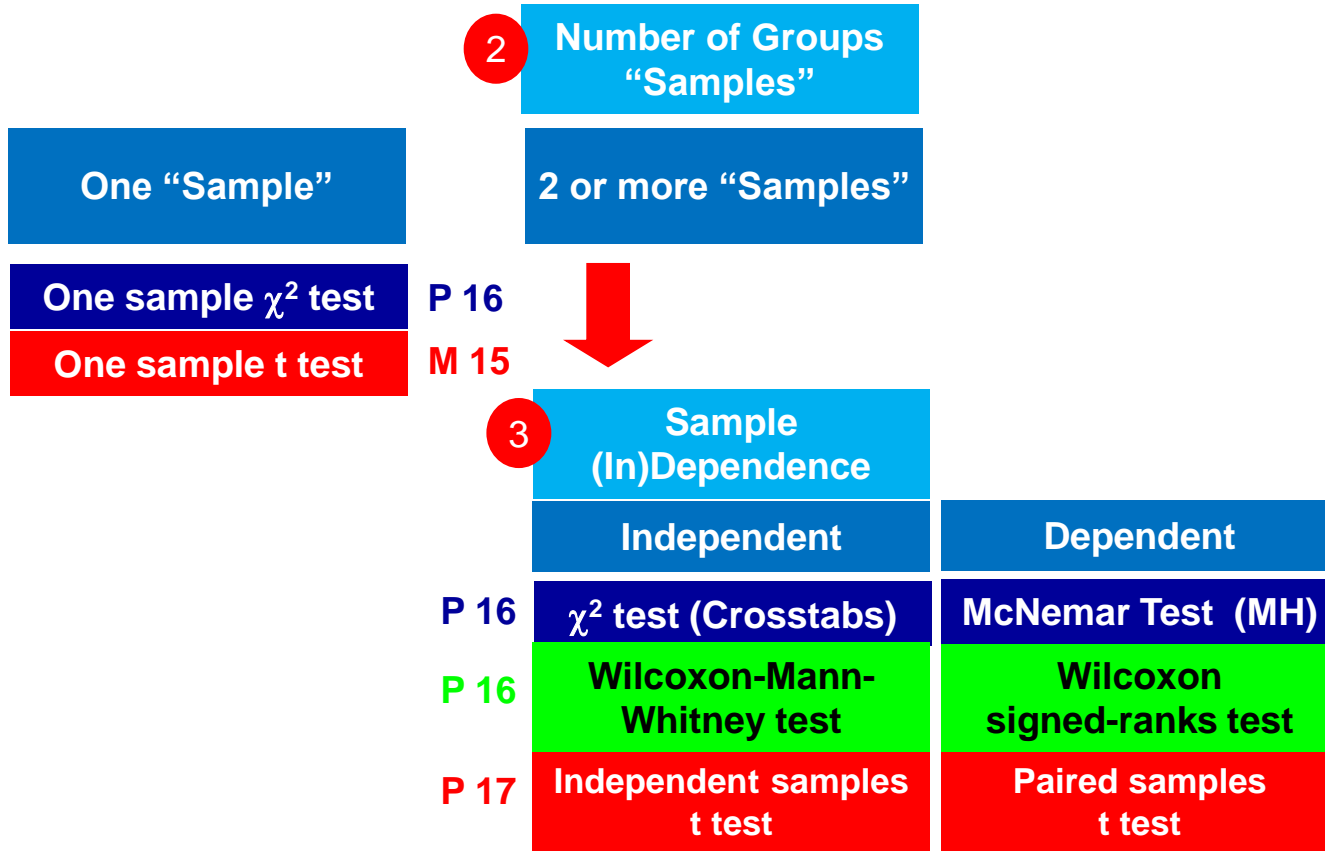 2
Number of Groups
“Samples”
One “Sample”
2 or more “Samples”
One sample χ² test
P 16
One sample t test
M 15
3
Sample
(In)Dependence
Independent
Dependent
P 16
χ² test (Crosstabs)
McNemar Test (MH)
P 16
Wilcoxon-Mann-
Whitney test
Wilcoxon
signed-ranks test
P 17
Independent samples
t test
Paired samples
t test